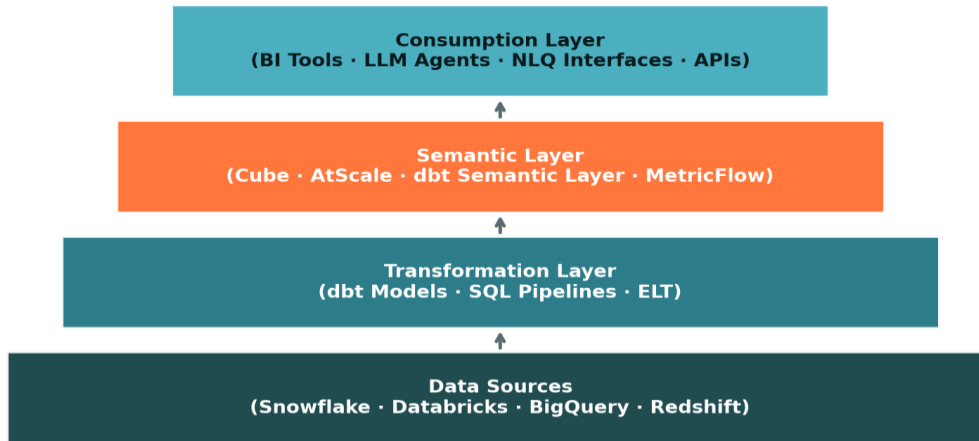 Consumption Layer
(BI Tools · LLM Agents · NLQ Interfaces · APIs)
Semantic Layer
(Cube · AtScale · dbt Semantic Layer · MetricFlow)
Transformation Layer
(dbt Models · SQL Pipelines · ELT)
Data Sources
(Snowflake · Databricks · BigQuery · Redshift)